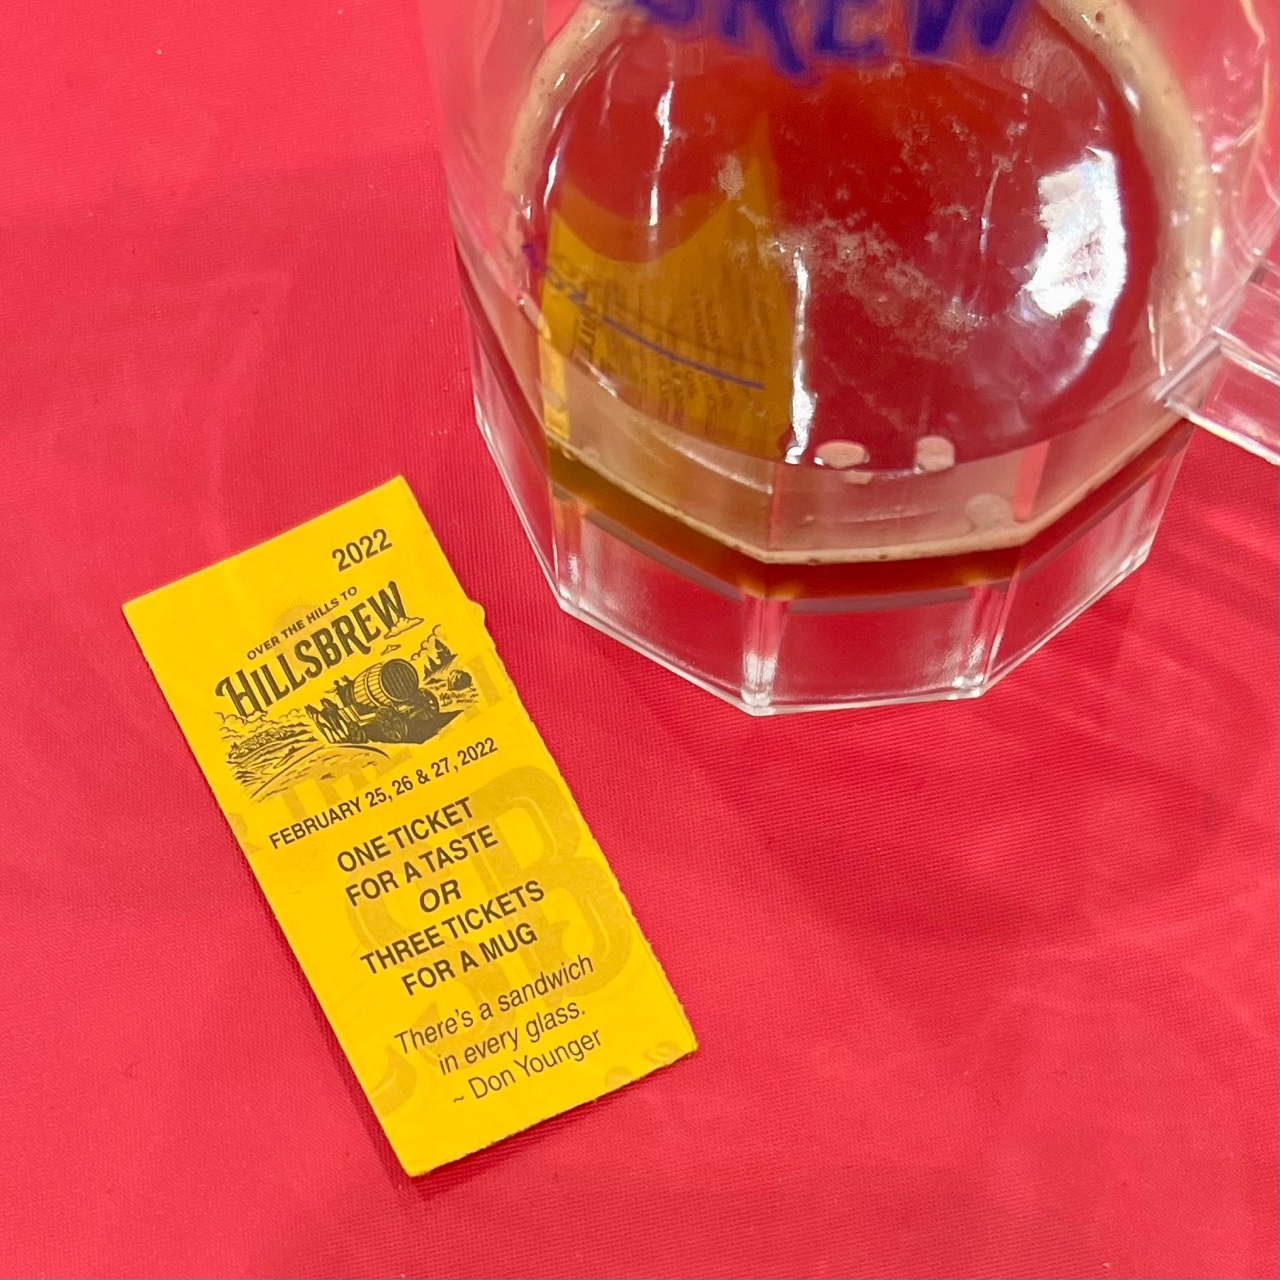 BREW
2022
OVER THE HILLS TO
HILLSBREW
FEBRUARY 25, 26 & 27, 2022
ONE TICKET
FOR A TASTE
OR
THREE TICKETS
FOR A MUG
There's a sandwich
in every glass.
~ Don Younger